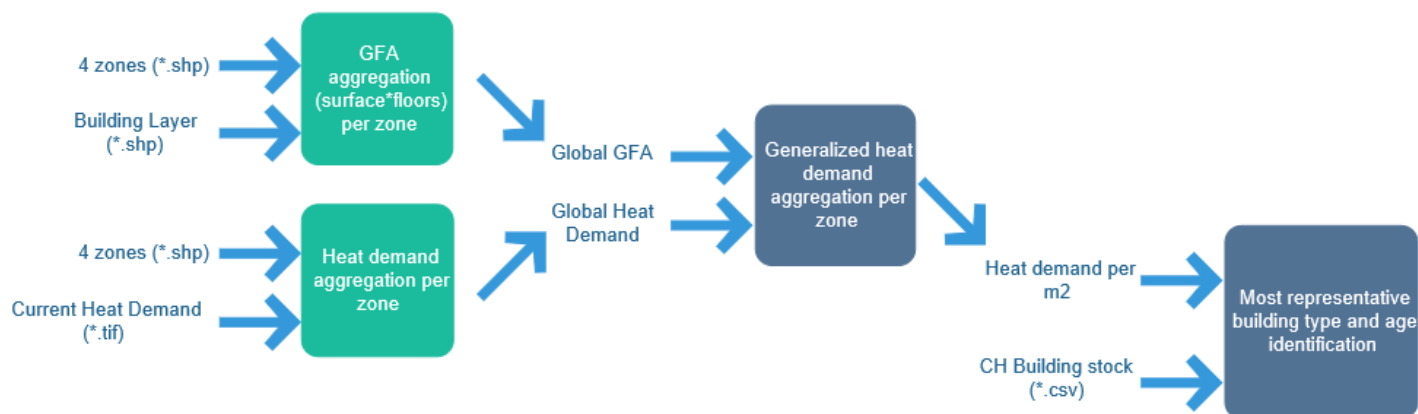 4 zones (*.shp)
Building Layer
(*.shp)
GFA
aggregation
(surface*floors)
per zone
4 zones (*.shp)
Current Heat Demand
(*.tif)
Heat demand
aggregation per
zone
Global GFA
Global Heat
Demand
Generalized heat
demand
aggregation per
zone
Heat demand per
m2
CH Building stock
(*.csv)
Most representative
building type and age
identification